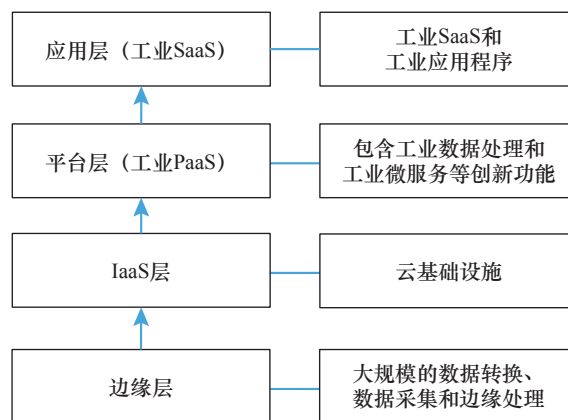 应用层（工业SaaS）
工业SaaS和
工业应用程序
平台层（工业PaaS）
包含工业数据处理和
工业微服务等创新功能
IaaS层
云基础设施
边缘层
大规模的数据转换、
数据采集和边缘处理